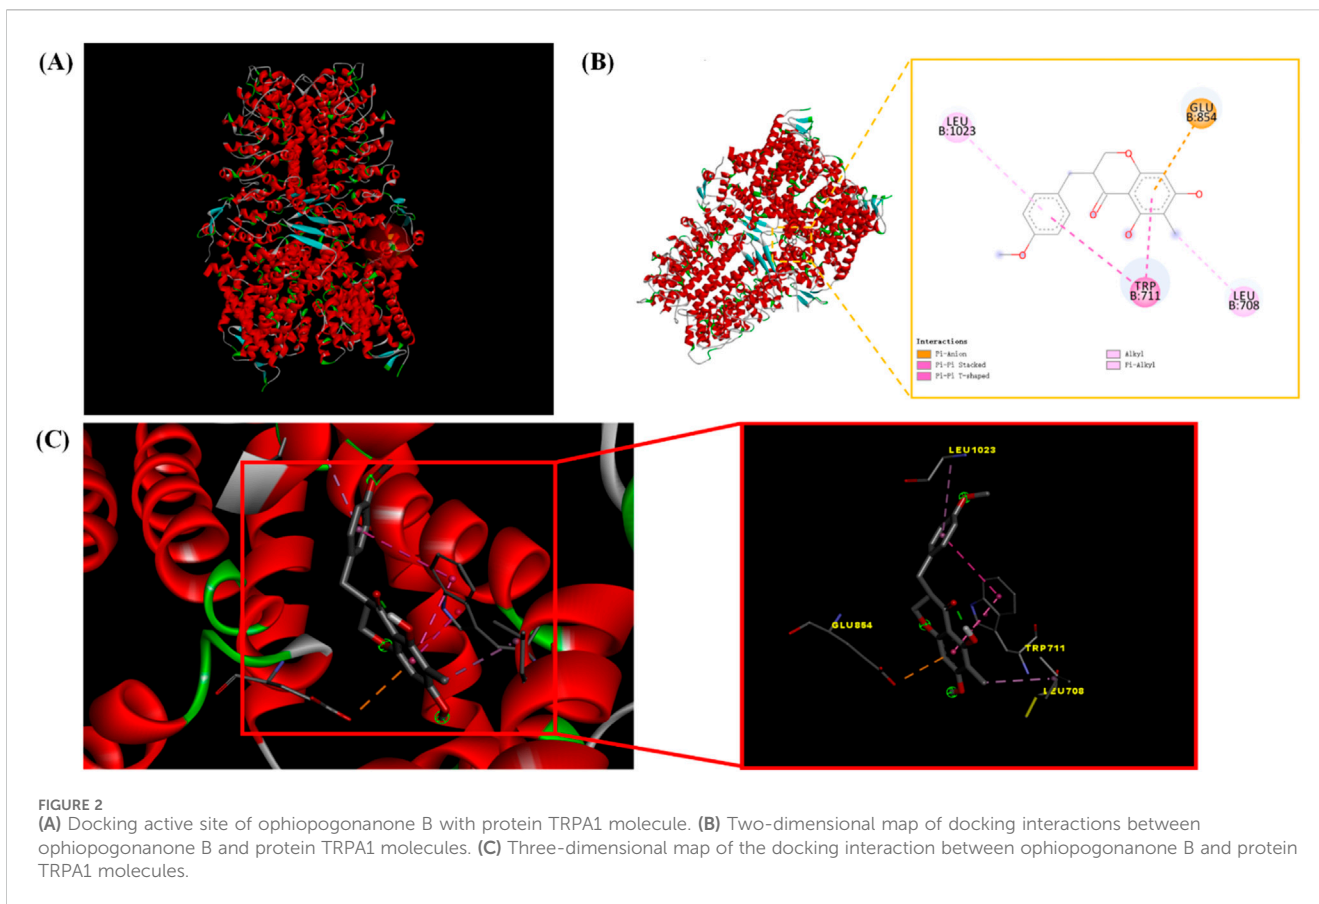 (A)
(B)
LEU
B:1023
GLU
B:854
O
O
O
O
O
TRP
B:711
LEU
B:708
Interactions
Pi-Anion
Pi-Pi Stacked
Pi-Pi T-shaped
Alkyl
Pi-Alkyl
(C)
LEU1023
GLU854
TRP711
LEU708
FIGURE 2
(A) Docking active site of ophiopogonanone B with protein TRPA1 molecule. (B) Two-dimensional map of docking interactions between
ophiopogonanone B and protein TRPA1 molecules. (C) Three-dimensional map of the docking interaction between ophiopogonanone B and protein
TRPA1 molecules.